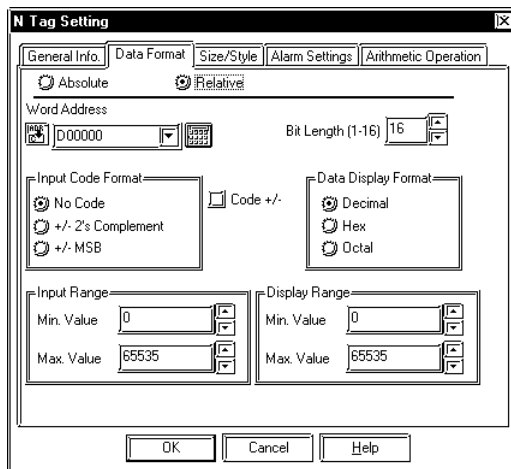 N Tag Setting
General Info. Data Format Size/Style Alarm Settings Arithmetic Operation
Absolute Relative
Word Address
D00000 Bit Length (1-16) 16
Input Code Format Data Display Format
No Code Code +/- Decimal
+/- 2's Complement Hex
+/- MSB Octal
Input Range Display Range
Min. Value 0 Min. Value 0
Max. Value 65535 Max. Value 65535
OK Cancel Help